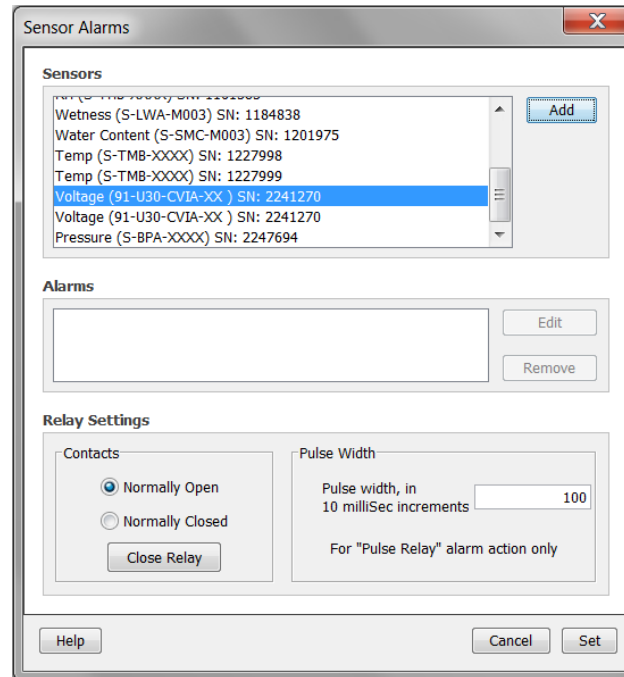 Sensor Alarms
Sensors
Wetness (S-LWA-M003) SN: 1184838
Water Content (S-SMC-M003) SN: 1201975
Temp (S-TMB-XXXX) SN: 1227998
Temp (S-TMB-XXXX) SN: 1227999
Voltage (91-U30-CVIA-XX ) SN: 2241270
Voltage (91-U30-CVIA-XX ) SN: 2241270
Pressure (S-BPA-XXXX) SN: 2247694
Add
Alarms
Edit
Remove
Relay Settings
Contacts
Normally Open
Normally Closed
Close Relay
Pulse Width
Pulse width, in
10 milliSec increments
100
For "Pulse Relay" alarm action only
Help
Cancel
Set